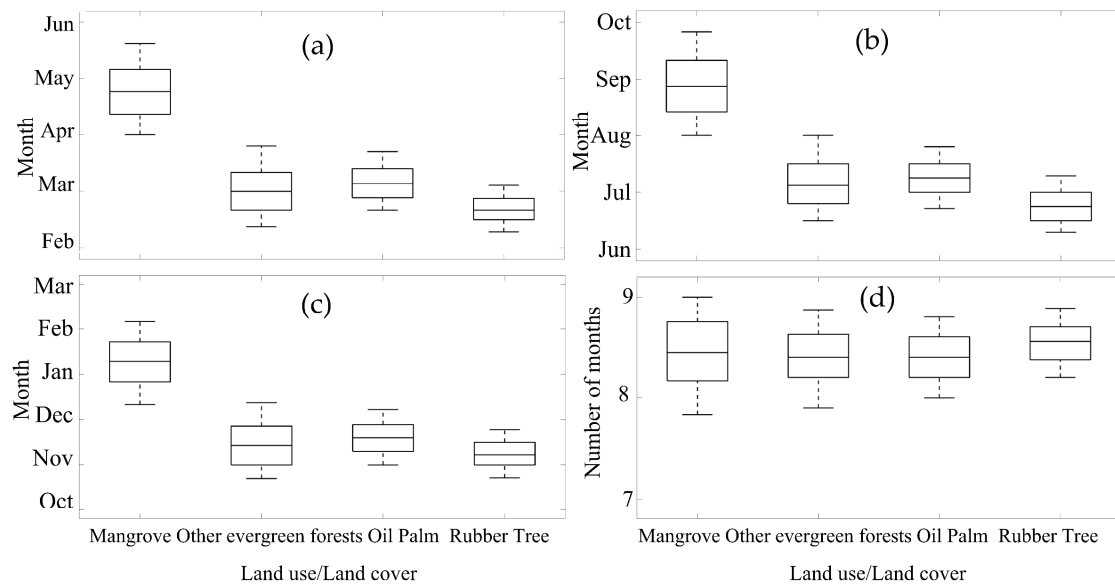 (a)
Jun
May
Apr
Mar
Feb
Month
(b)
Oct
Sep
Aug
Jul
Jun
Month
(c)
Mar
Feb
Jan
Dec
Nov
Oct
Month
(d)
9
8
7
Number of months
Mangrove Other evergreen forests Oil Palm Rubber Tree
Land use/Land cover
Mangrove Other evergreen forests Oil Palm Rubber Tree
Land use/Land cover